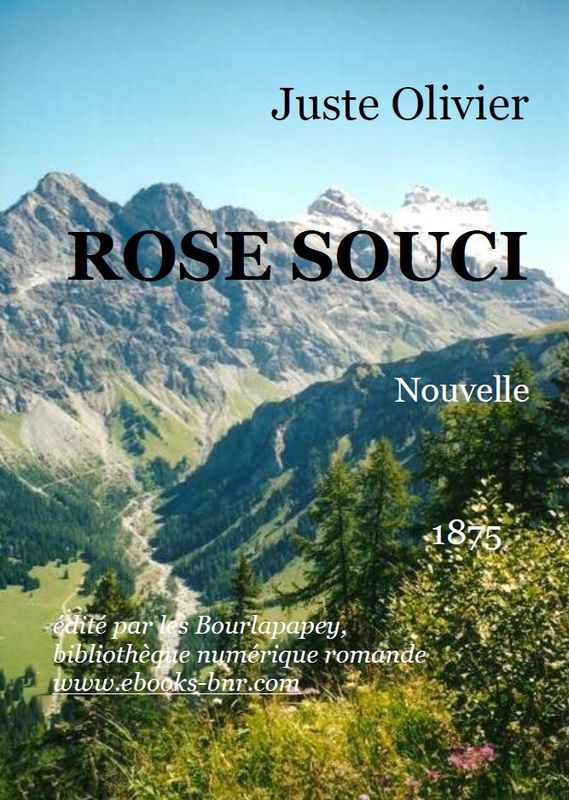 Juste Olivier
ROSE SOUCI
Nouvelle
1875
édité par les Bourlapapey,
bibliothèque numérique romande
www.ebooks-bnr.com